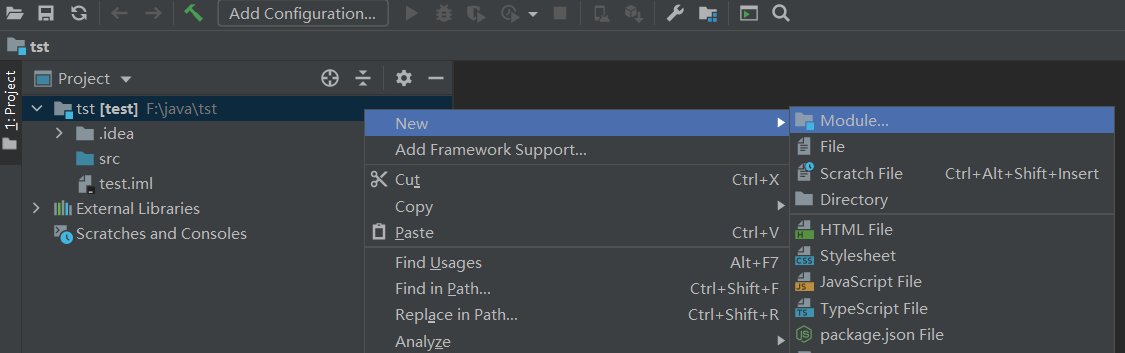 Add Configuration...
tst
1: Project
Project
tst [test] F:\java\tst
.idea
src
test.iml
External Libraries
Scratches and Consoles
New
Add Framework Support...
Cut Ctrl+X
Copy
Paste Ctrl+V
Find Usages Alt+F7
Find in Path... Ctrl+Shift+F
Replace in Path... Ctrl+Shift+R
Analyze
Module...
File
Scratch File Ctrl+Alt+Shift+Insert
Directory
HTML File
Stylesheet
JavaScript File
TypeScript File
package.json File